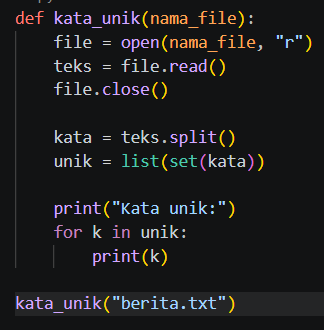 def kata_unik(nama_file):
    file = open(nama_file, "r")
    teks = file.read()
    file.close()

    kata = teks.split()
    unik = list(set(kata))

    print("Kata unik:")
    for k in unik:
        print(k)

kata_unik("berita.txt")